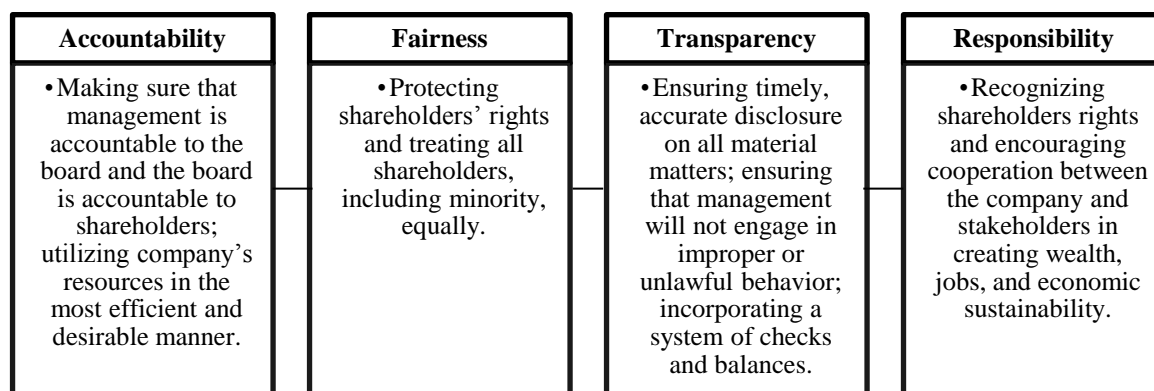 Accountability
•Making sure that
management is
accountable to the
board and the board
is accountable to
shareholders;
utilizing company’s
resources in the
most efficient and
desirable manner.
Fairness
•Protecting
shareholders’ rights
and treating all
shareholders,
including minority,
equally.
Transparency
•Ensuring timely,
accurate disclosure
on all material
matters; ensuring
that management
will not engage in
improper or
unlawful behavior;
incorporating a
system of checks
and balances.
Responsibility
•Recognizing
shareholders rights
and encouraging
cooperation between
the company and
stakeholders in
creating wealth,
jobs, and economic
sustainability.